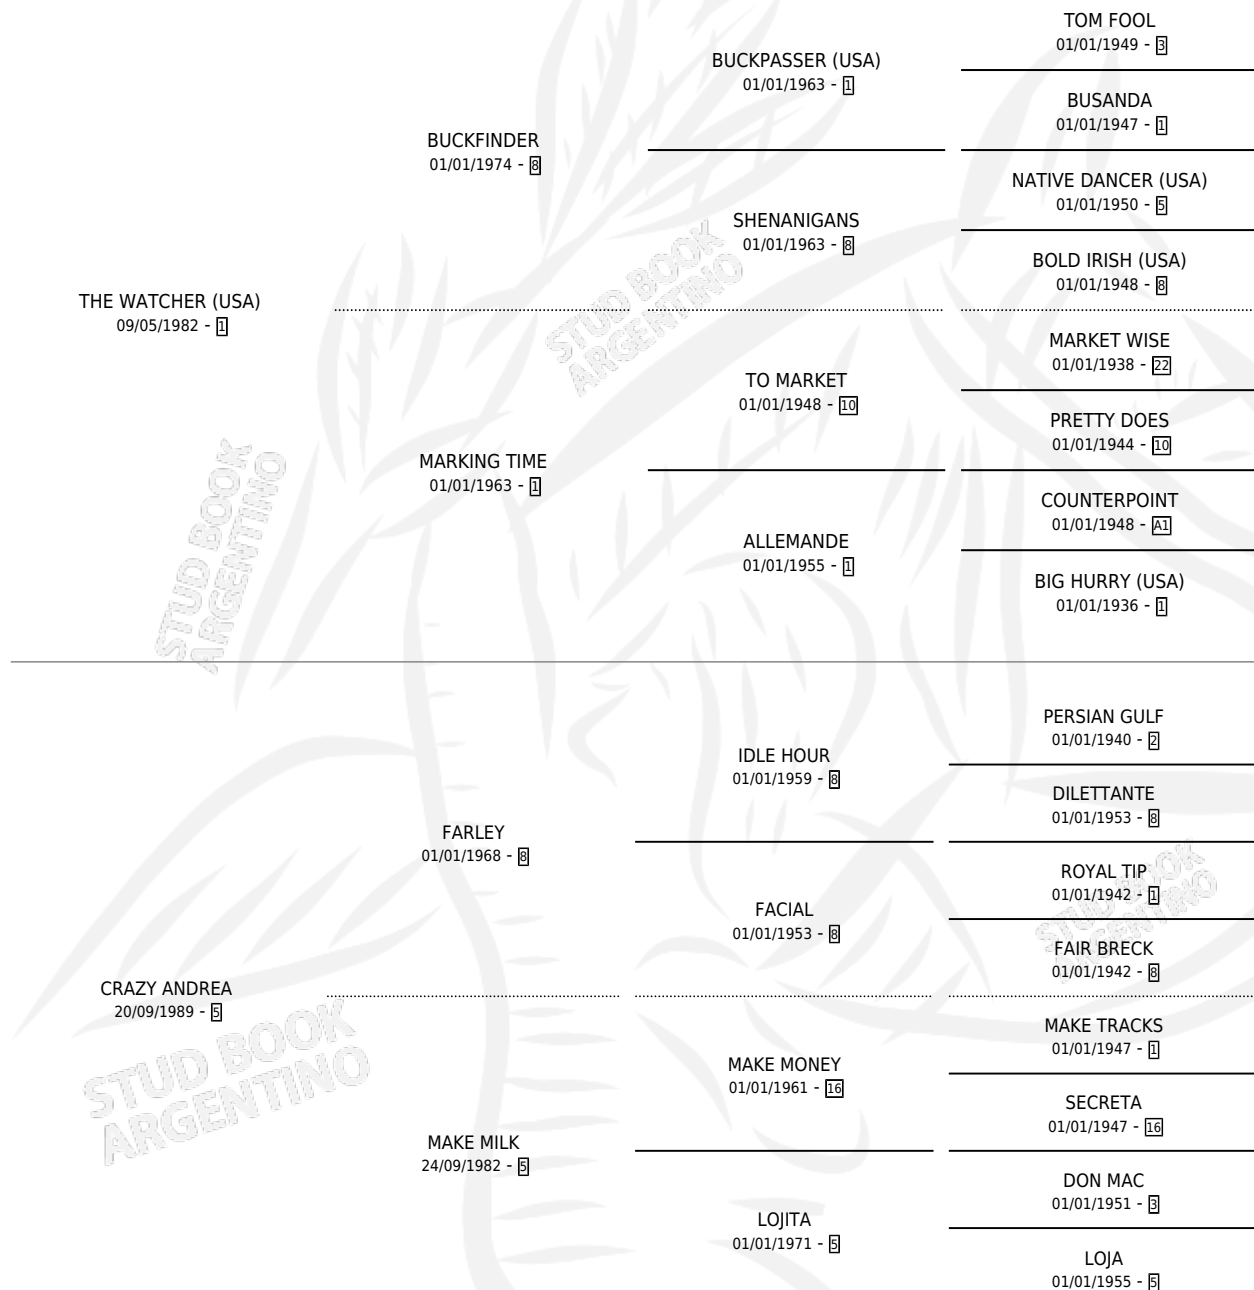 TOM FOOL
01/01/1949 - 3
BUCKPASSER (USA)
01/01/1963 - 1
BUSANDA
01/01/1947 - 1
BUCKFINDER
01/01/1974 - 8
NATIVE DANCER (USA)
01/01/1950 - 5
SHENANIGANS
01/01/1963 - 8
BOLD IRISH (USA)
01/01/1948 - 8
THE WATCHER (USA)
09/05/1982 - 1
STUD BOOK
ARGENTINO
MARKET WISE
01/01/1938 - 22
TO MARKET
01/01/1948 - 10
PRETTY DOES
01/01/1944 - 10
MARKING TIME
01/01/1963 - 1
COUNTERPOINT
01/01/1948 - A1
ALLEMANDE
01/01/1955 - 1
BIG HURRY (USA)
01/01/1936 - 1
STUD BOOK
ARGENTINO
PERSIAN GULF
01/01/1940 - 2
IDLE HOUR
01/01/1959 - 8
DILETTANTE
01/01/1953 - 8
FARLEY
01/01/1968 - 8
ROYAL TIP
01/01/1942 - 1
FACIAL
01/01/1953 - 8
FAIR BRECK
01/01/1942 - 8
STUD BOOK
ARGENTINO
CRAZY ANDREA
20/09/1989 - 5
STUD BOOK
ARGENTINO
MAKE TRACKS
01/01/1947 - 1
MAKE MONEY
01/01/1961 - 16
SECRETA
01/01/1947 - 16
MAKE MILK
24/09/1982 - 5
DON MAC
01/01/1951 - 3
LOJITA
01/01/1971 - 5
LOJA
01/01/1955 - 5